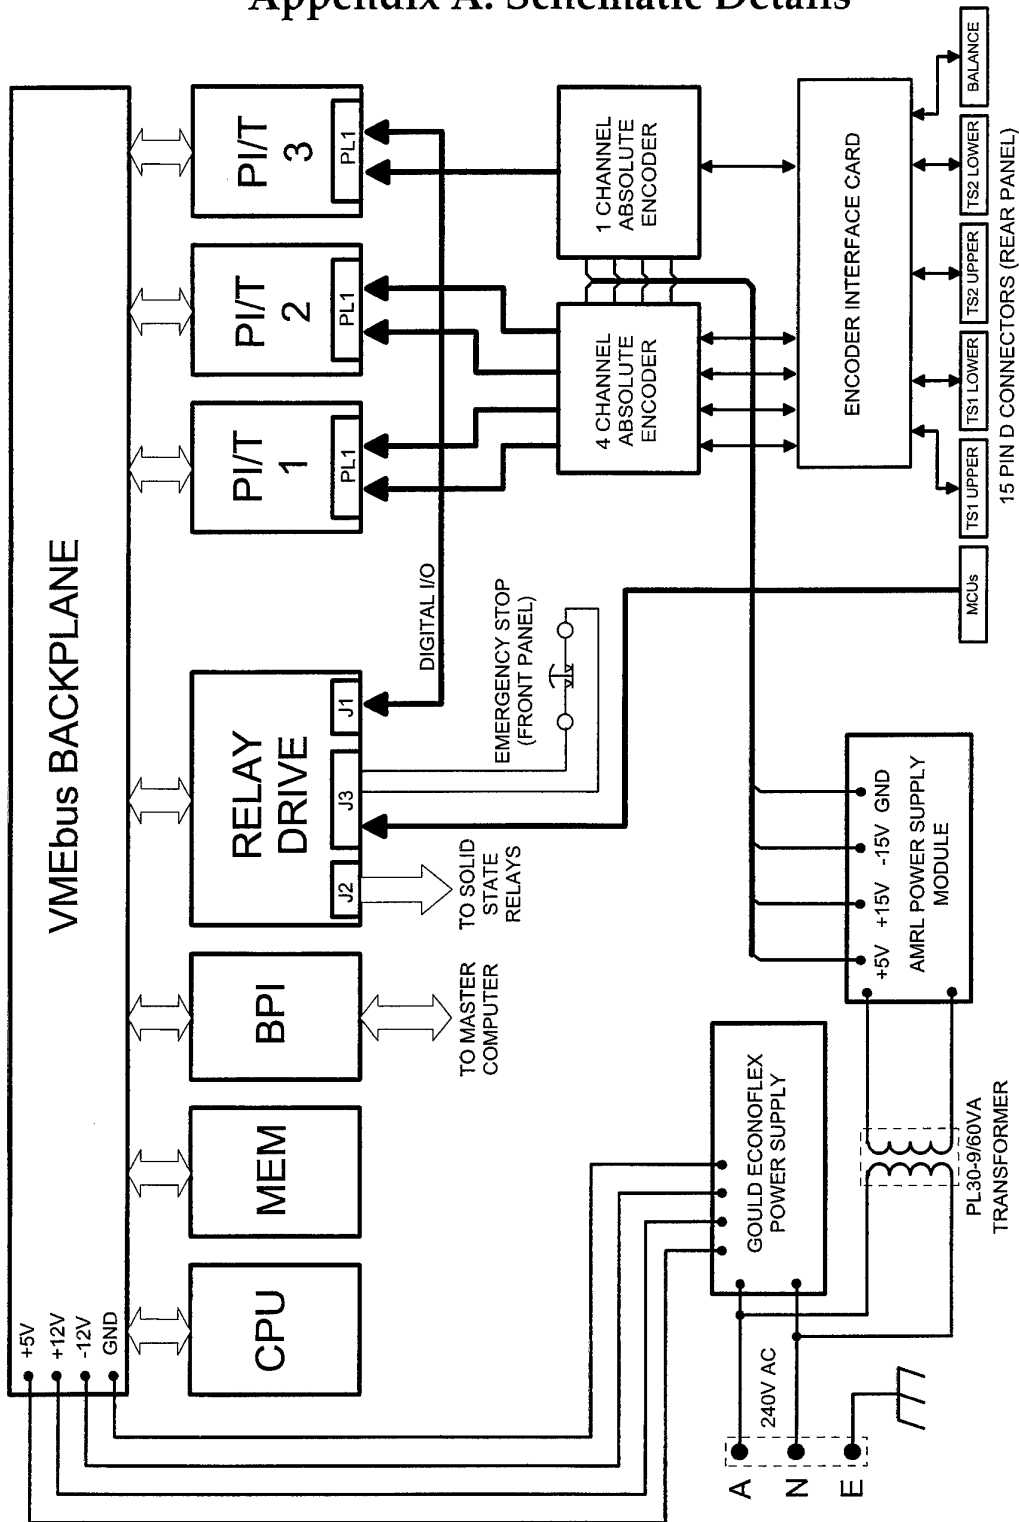 Appendix A: Schematic Details
VMEbus BACKPLANE
+5V
+12V
-12V
GND
CPU
MEM
BPI
TO MASTER
COMPUTER
RELAY
DRIVE
J2
J3
J1
TO SOLID
STATE
RELAYS
DIGITAL I/O
EMERGENCY STOP
(FRONT PANEL)
PI/T
1
PL1
PI/T
2
PL1
PI/T
3
PL1
4 CHANNEL
ABSOLUTE
ENCODER
1 CHANNEL
ABSOLUTE
ENCODER
ENCODER INTERFACE CARD
GOULD ECONOFLEX
POWER SUPPLY
+5V
+15V
-15V
GND
AMRL POWER SUPPLY
MODULE
A
N
E
240V AC
PL30-9/60VA
TRANSFORMER
MCUs
TS1 UPPER
TS1 LOWER
TS2 UPPER
TS2 LOWER
BALANCE
15 PIN D CONNECTORS (REAR PANEL)